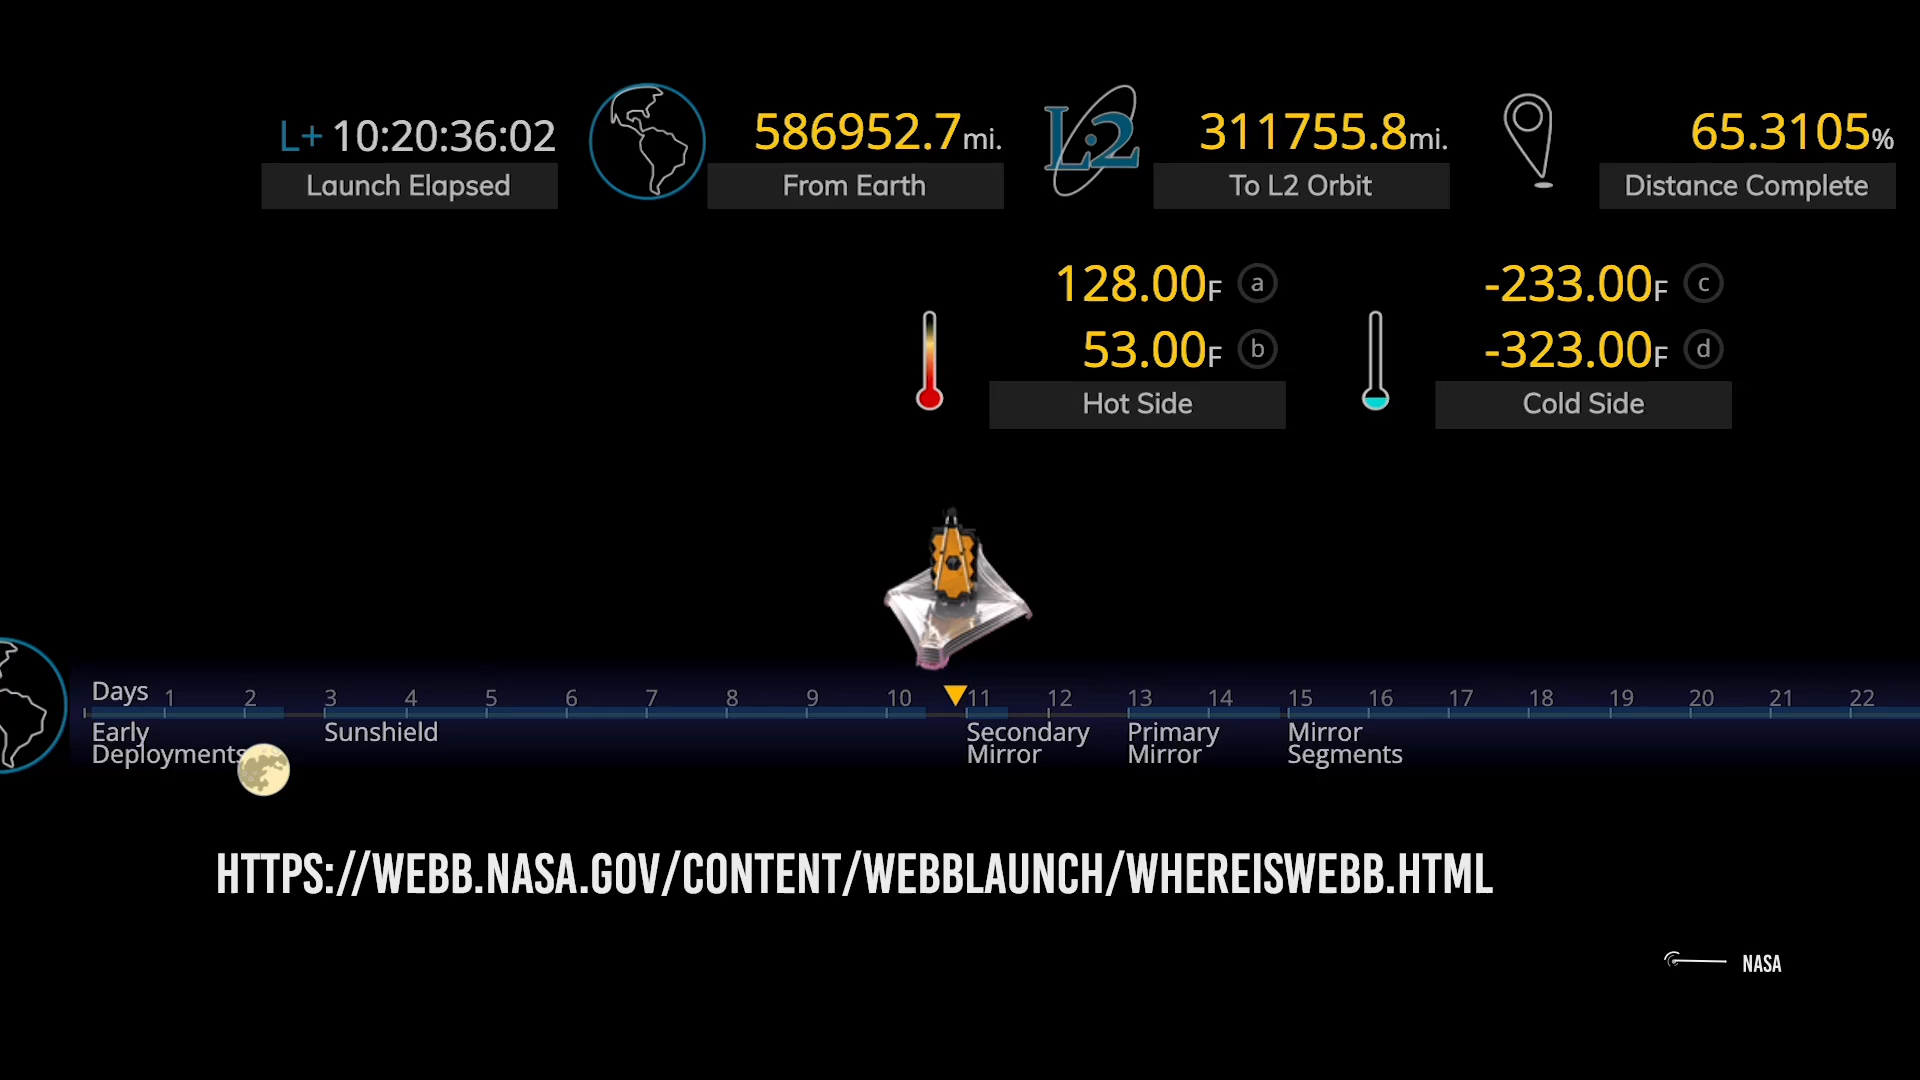 L+ 10:20:36:02
Launch Elapsed
586952.7mi.
From Earth
L2
311755.8mi.
To L2 Orbit
65.3105%
Distance Complete
128.00F a
53.00F b
Hot Side
-233.00F c
-323.00F d
Cold Side
Days 1 2 3 4 5 6 7 8 9 10 11 12 13 14 15 16 17 18 19 20 21 22
Early
Deployments
Sunshield
Secondary
Mirror
Primary
Mirror
Mirror
Segments
HTTPS://WEBB.NASA.GOV/CONTENT/WEBBLAUNCH/WHEREISWEBB.HTML
NASA